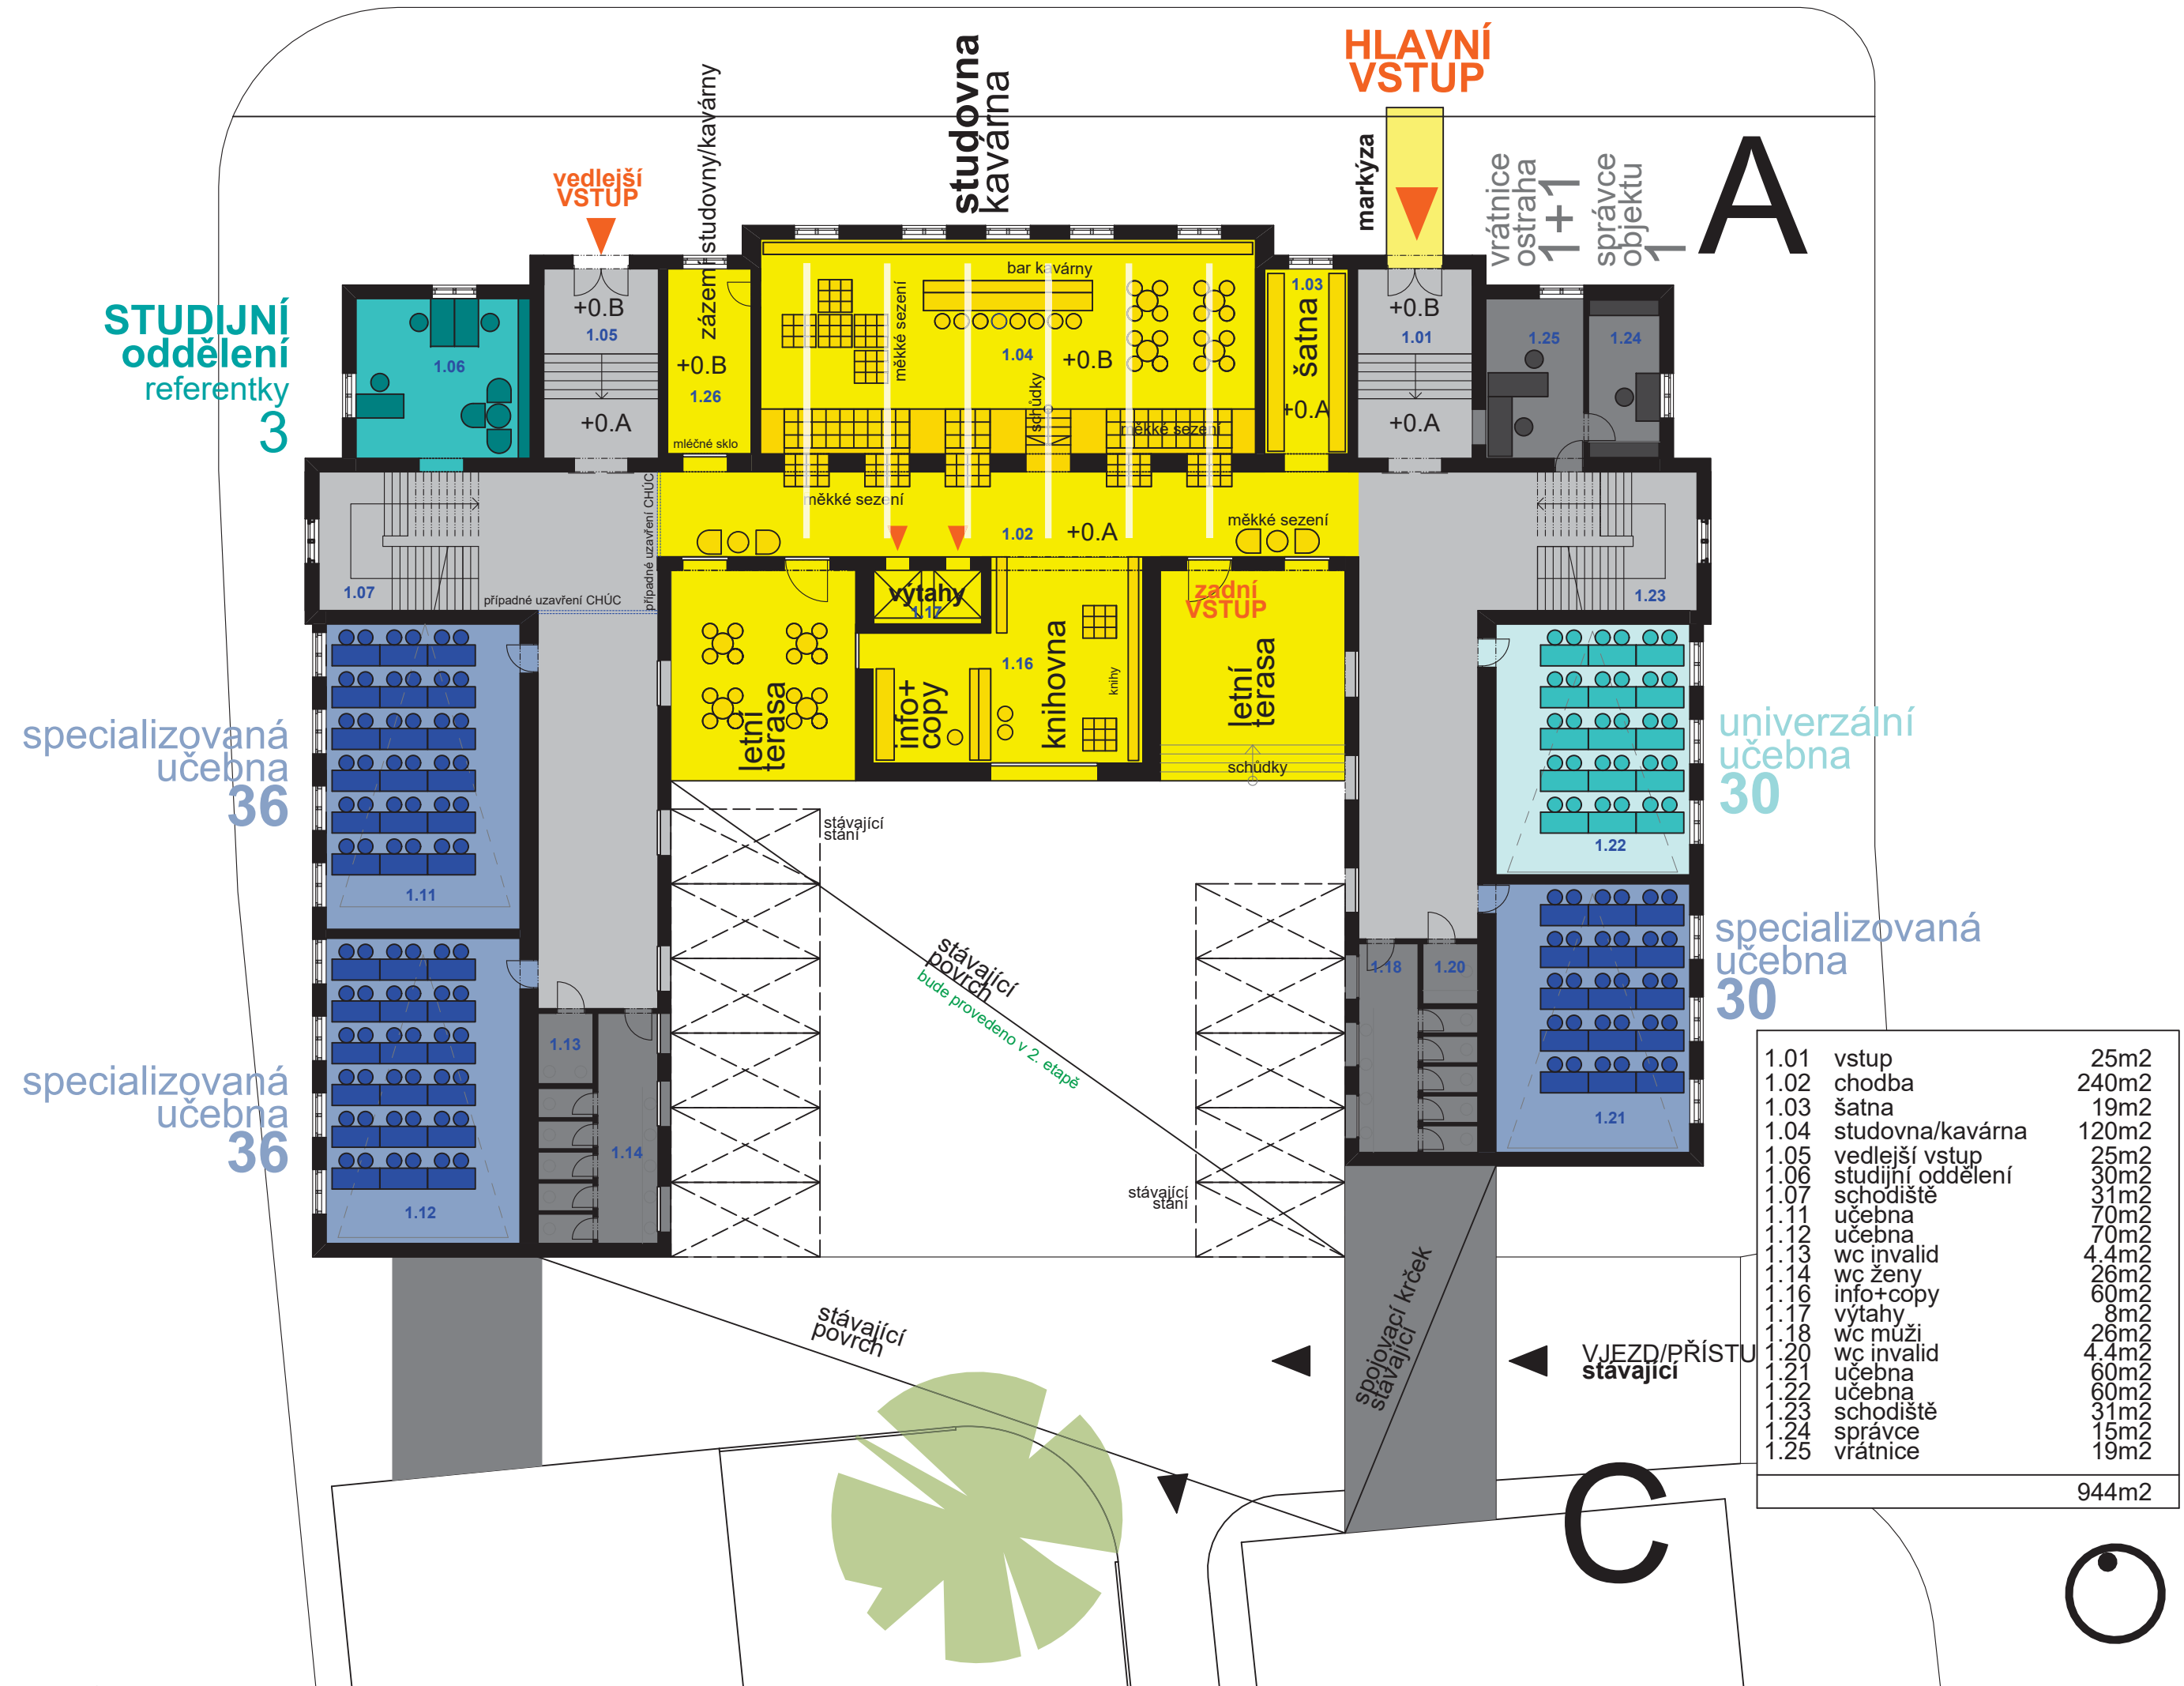 HLAVNÍ
VSTUP
studovna
kavárna
zázemí studovny/kavárny
vedlejší
VSTUP
markýza
vrátnice
ostraha
1+1
správce
objektu
1
A
STUDIJNÍ
oddělení
referentky
3
1.06
+0.B
1.05
+0.A
+0.B
1.26
mléčné sklo
bar kavárny
měkké sezení
1.04
+0.B
schůdky
měkké sezení
1.03
šatna
+0.A
+0.B
1.01
+0.A
1.25
1.24
měkké sezení
1.02
+0.A
měkké sezení
případné uzavření CHÚC
případné uzavření CHÚC
1.07
1.23
výtahy
1.17
zadní
VSTUP
letní
terasa
info+
copy
1.16
knihovna
knihy
letní
terasa
schůdky
specializovaná
učebna
36
1.11
univerzální
učebna
30
1.22
stávající
stání
stávající
povrch
bude provedeno v 2. etapě
specializovaná
učebna
30
1.21
1.18
1.20
specializovaná
učebna
36
1.12
1.13
1.14
stávající
stání
stávající
povrch
spojovací krček
stávající
VJEZD/PŘÍSTU
stávající
C
1.01 vstup 25m2
1.02 chodba 240m2
1.03 šatna 19m2
1.04 studovna/kavárna 120m2
1.05 vedlejší vstup 25m2
1.06 studijní oddělení 30m2
1.07 schodiště 31m2
1.11 učebna 70m2
1.12 učebna 70m2
1.13 wc invalid 4.4m2
1.14 wc ženy 26m2
1.16 info+copy 60m2
1.17 výtahy 8m2
1.18 wc muži 26m2
1.20 wc invalid 4.4m2
1.21 učebna 60m2
1.22 učebna 60m2
1.23 schodiště 31m2
1.24 správce 15m2
1.25 vrátnice 19m2
944m2